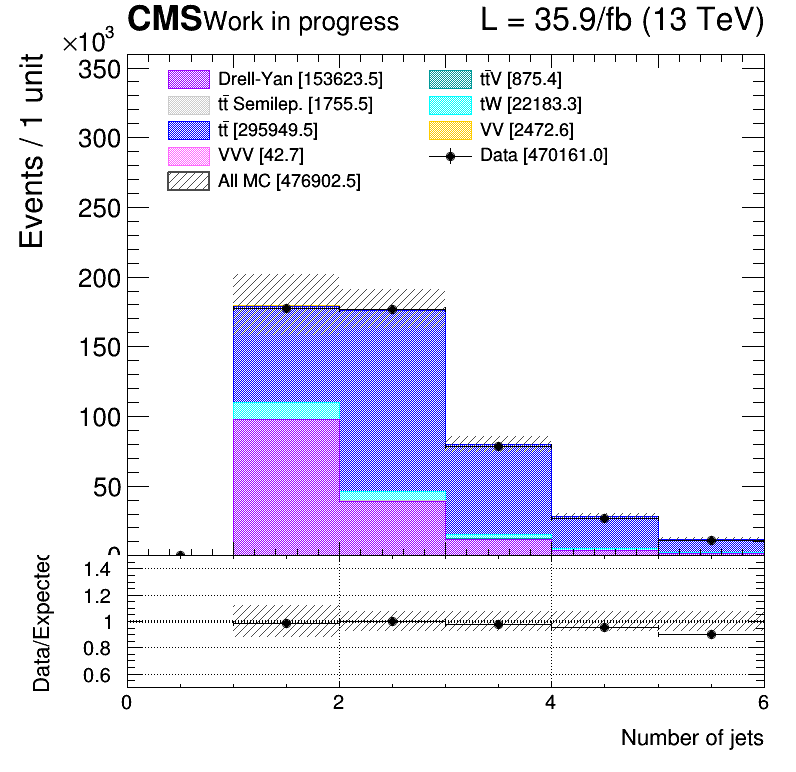 CMS Work in progress L = 35.9/fb (13 TeV)
×10³
Events / 1 unit
350
300
250
200
150
100
50
0
Drell-Yan [153623.5]
tt̄ Semilep. [1755.5]
tt̄ [295949.5]
VVV [42.7]
All MC [476902.5]
tt̄V [875.4]
tW [22183.3]
VV [2472.6]
Data [470161.0]
Data/Expected
1.4
1.2
1
0.8
0.6
0 2 4 6
Number of jets